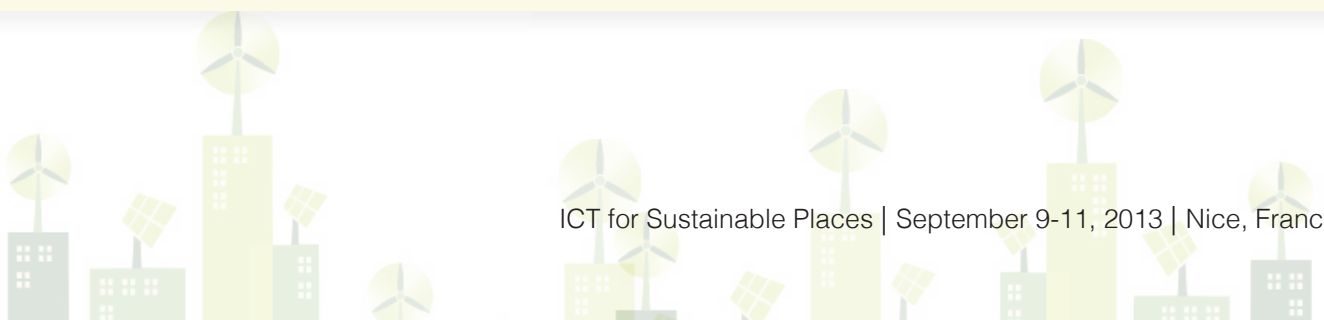 ICT for Sustainable Places | September 9-11, 2013 | Nice, Franc